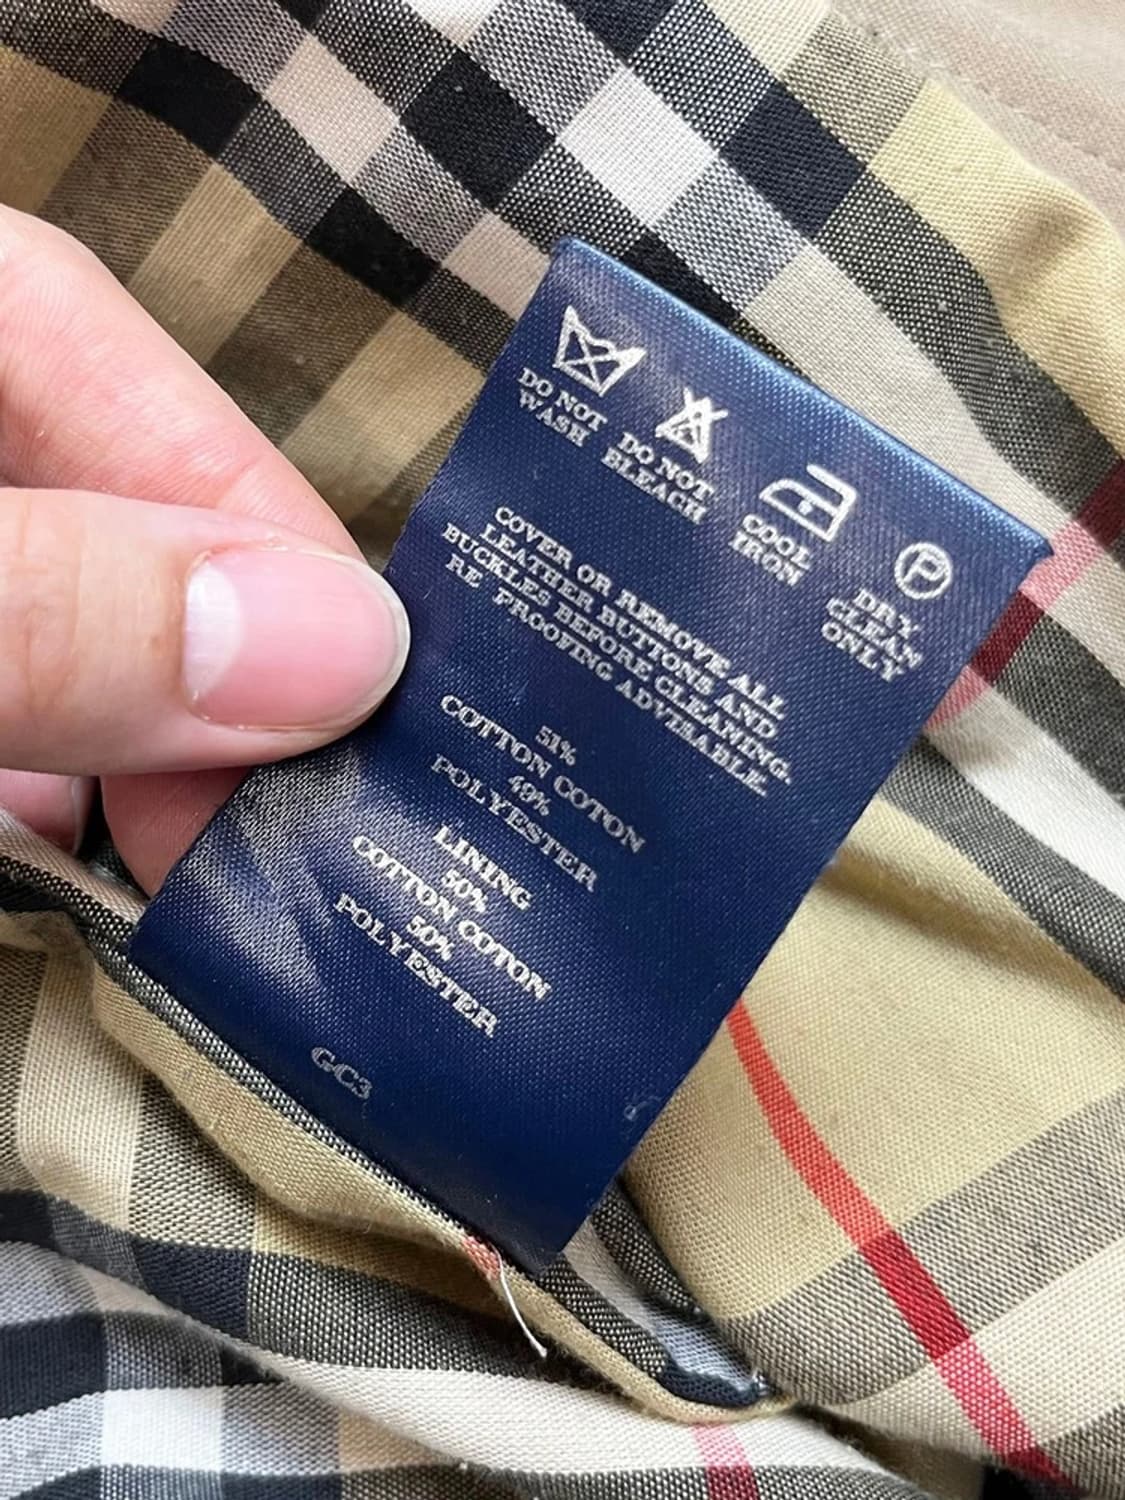 DO NOT
WASH
DO NOT
BLEACH
COOL
IRON
P
DRY
CLEAN
ONLY
COVER OR REMOVE ALL
LEATHER BUTTONS AND
BUCKLES BEFORE CLEANING.
RE PROOFING ADVISABLE.
51%
COTTON COTON
49%
POLYESTER
LINING
50%
COTTON COTON
50%
POLYESTER
GC3